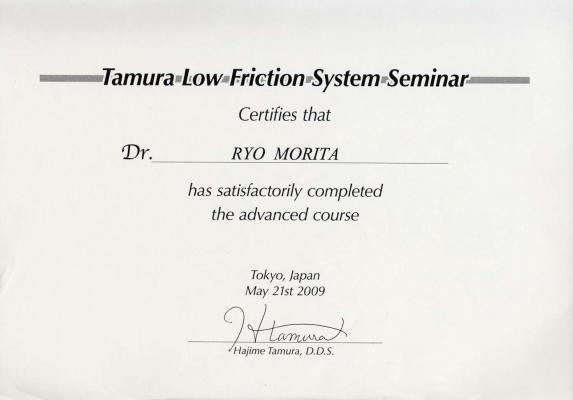 Tamura Low Friction System Seminar
Certifies that
Dr. RYO MORITA
has satisfactorily completed
the advanced course
Tokyo, Japan
May 21st 2009
H Tamura
Hajime Tamura, D.D.S.